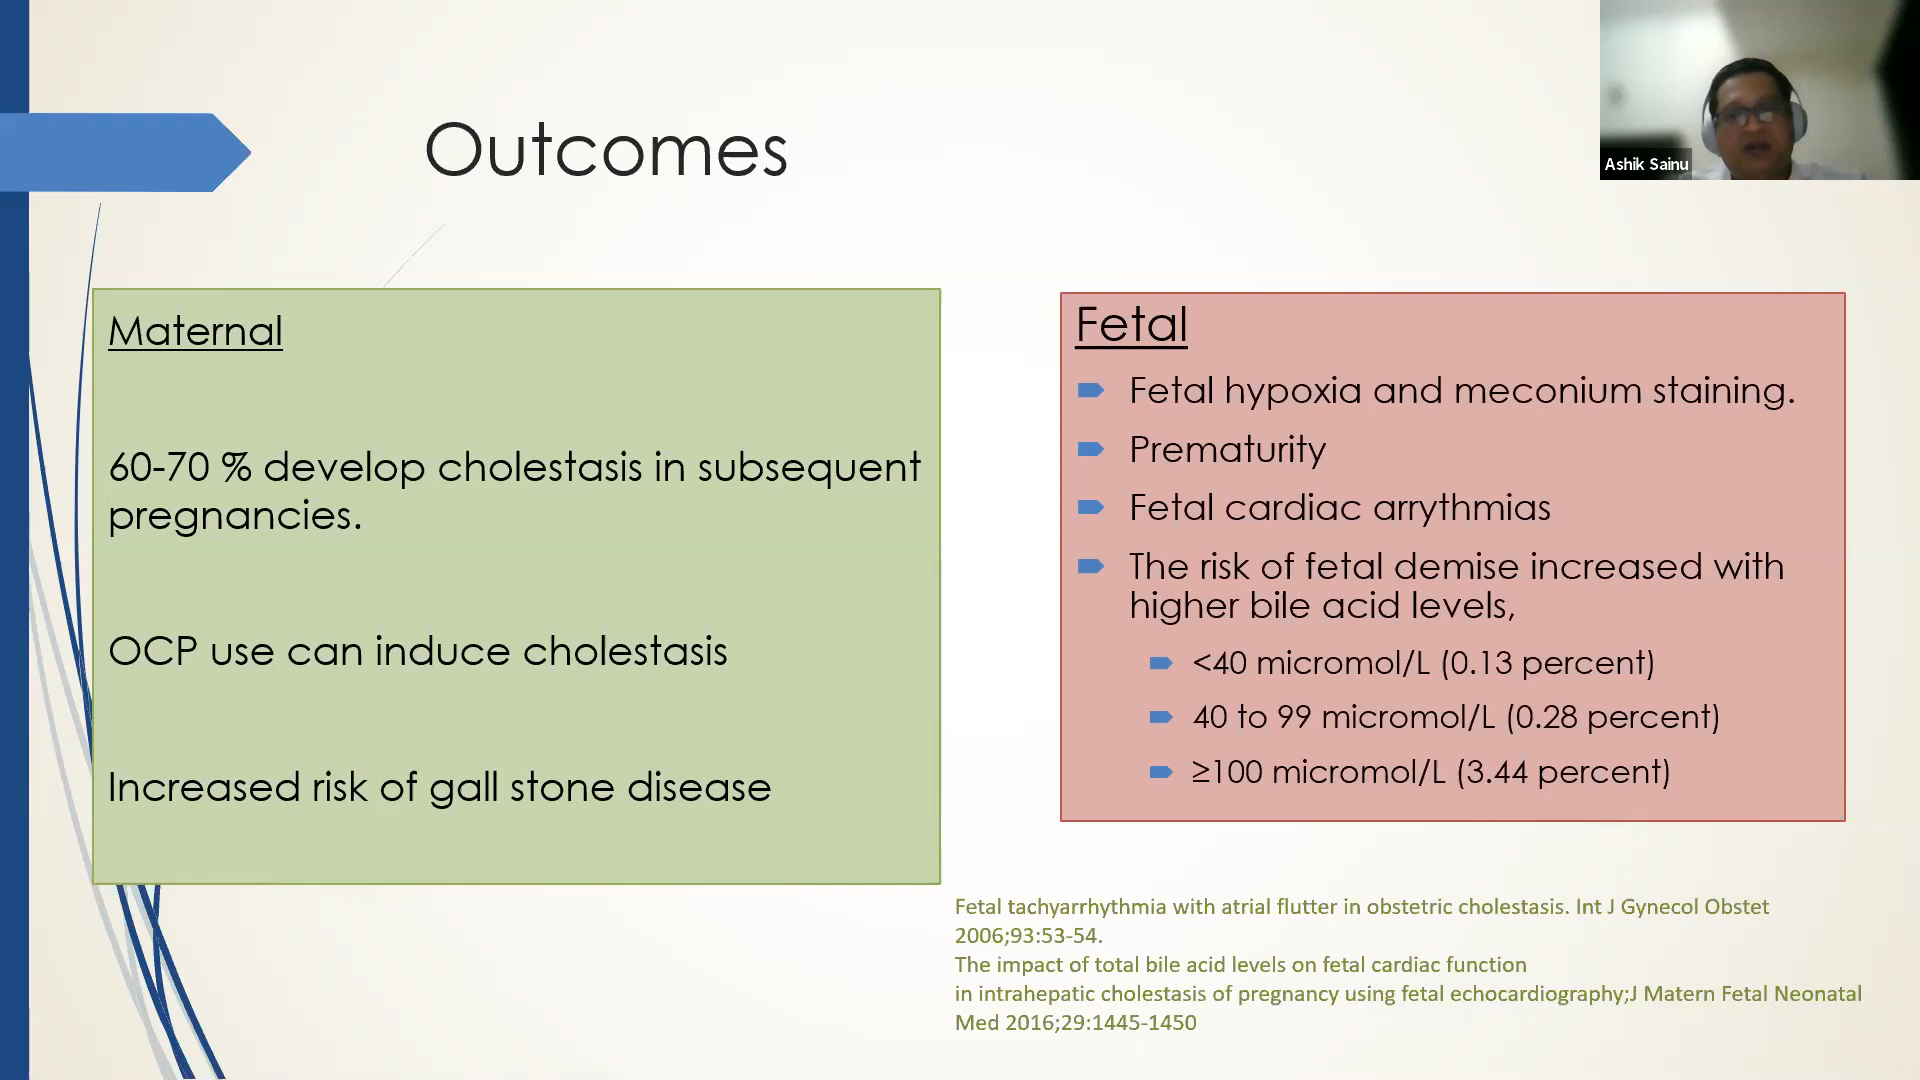 Outcomes
Ashik Sainu
Maternal
60-70 % develop cholestasis in subsequent
pregnancies.
OCP use can induce cholestasis
Increased risk of gall stone disease
Fetal
Fetal hypoxia and meconium staining.
Prematurity
Fetal cardiac arrythmias
The risk of fetal demise increased with
higher bile acid levels,
<40 micromol/L (0.13 percent)
40 to 99 micromol/L (0.28 percent)
≥100 micromol/L (3.44 percent)
Fetal tachyarrhythmia with atrial flutter in obstetric cholestasis. Int J Gynecol Obstet
2006;93:53-54.
The impact of total bile acid levels on fetal cardiac function
in intrahepatic cholestasis of pregnancy using fetal echocardiography;J Matern Fetal Neonatal
Med 2016;29:1445-1450